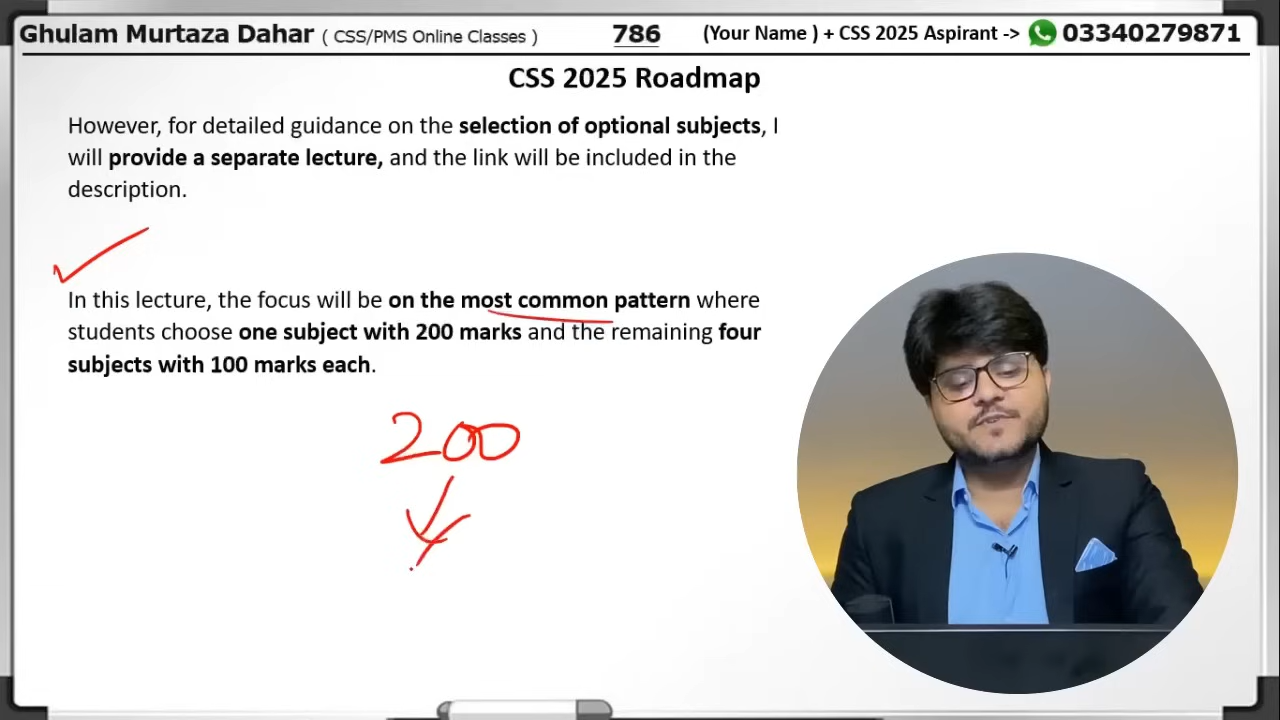 Ghulam Murtaza Dahar ( CSS/PMS Online Classes ) 786 (Your Name ) + CSS 2025 Aspirant -> 03340279871
CSS 2025 Roadmap
However, for detailed guidance on the selection of optional subjects, I
will provide a separate lecture, and the link will be included in the
description.
In this lecture, the focus will be on the most common pattern where
students choose one subject with 200 marks and the remaining four
subjects with 100 marks each.
200